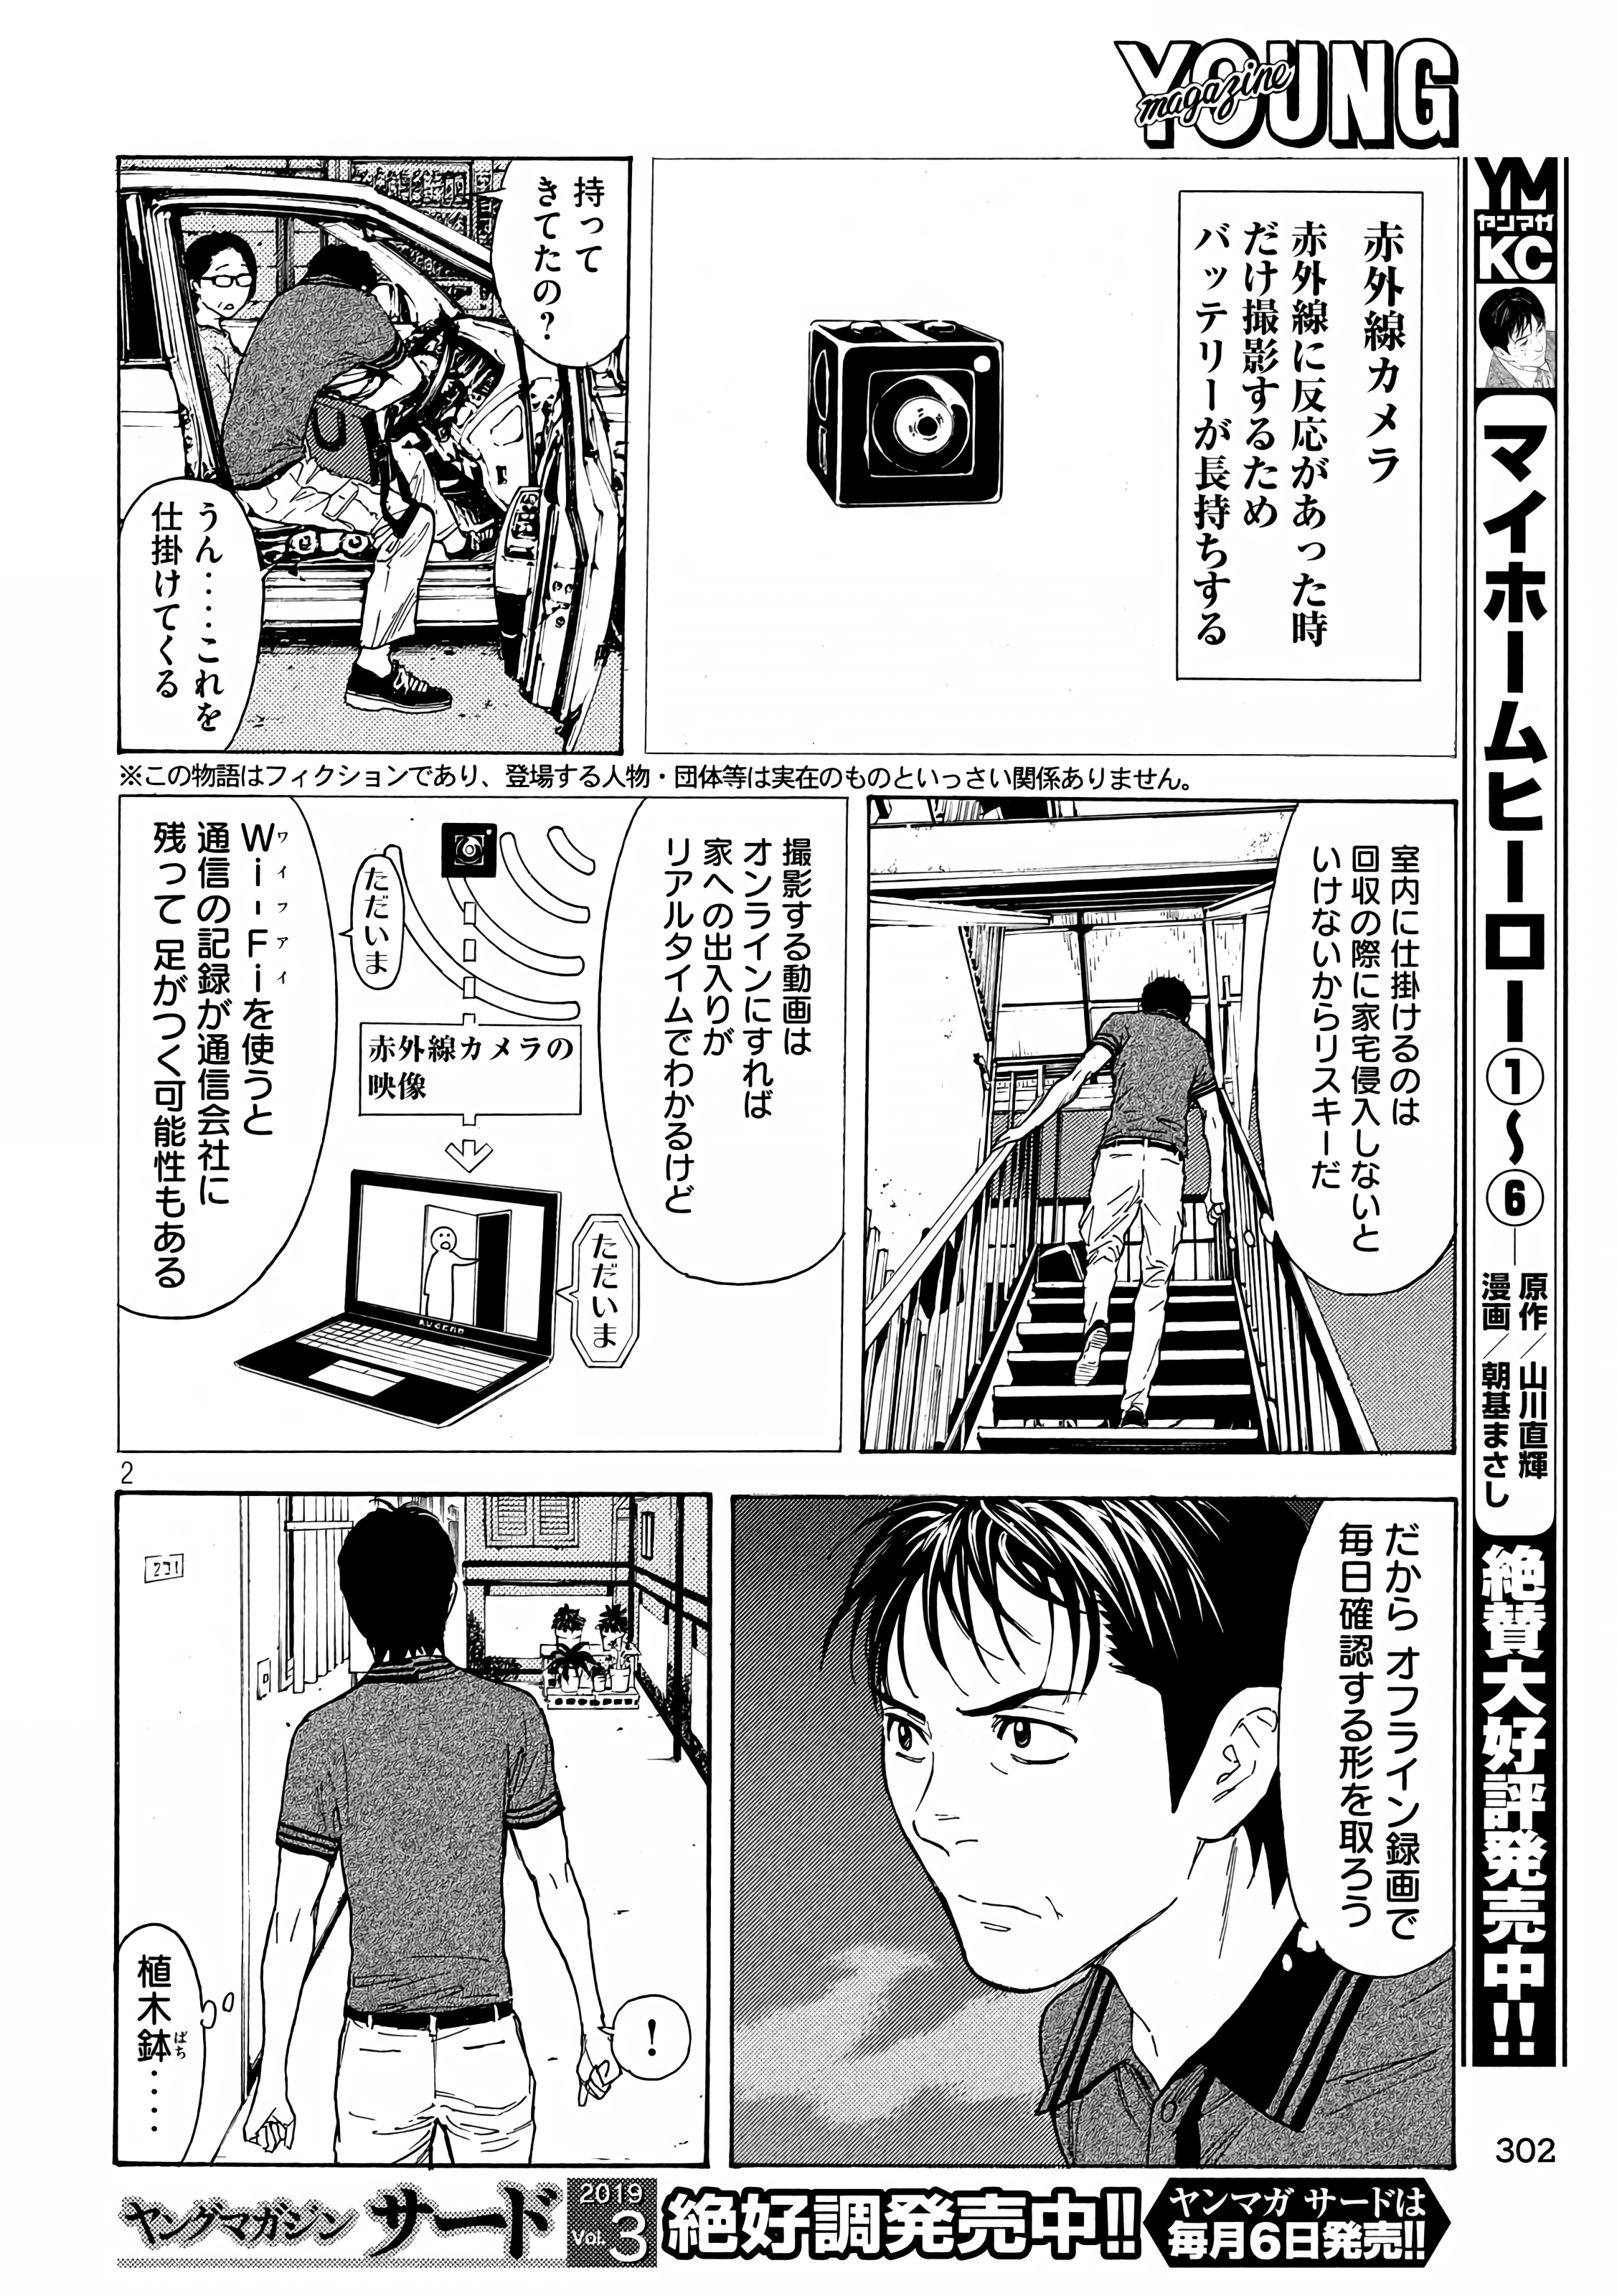 YOUNG
magazine
YM
ヤンマガ
KC
マイホームヒーロー①〜⑥
原作/山川直輝
漫画/朝基まさし
絶賛大好評発売中!!
赤外線カメラ
赤外線に反応があった時
だけ撮影するため
バッテリーが長持ちする
持って
きてたの?
うん‥‥これを
仕掛けてくる
※この物語はフィクションであり、登場する人物・団体等は実在のものといっさい関係ありません。
室内に仕掛けるのは
回収の際に家宅侵入しないと
いけないからリスキーだ
撮影する動画は
オンラインにすれば
家への出入りが
リアルタイムでわかるけど
ただいま
赤外線カメラの
映像
ただいま
Wi-Fiを使うと
ワイファイ
通信の記録が通信会社に
残って 足がつく可能性もある
2
だから オフライン録画で
毎日確認する形を取ろう
231
!
植木鉢‥‥
ばち
302
ヤングマガジン サード
2019
Vol.3
絶好調発売中!!
ヤンマガ サードは
毎月6日発売!!